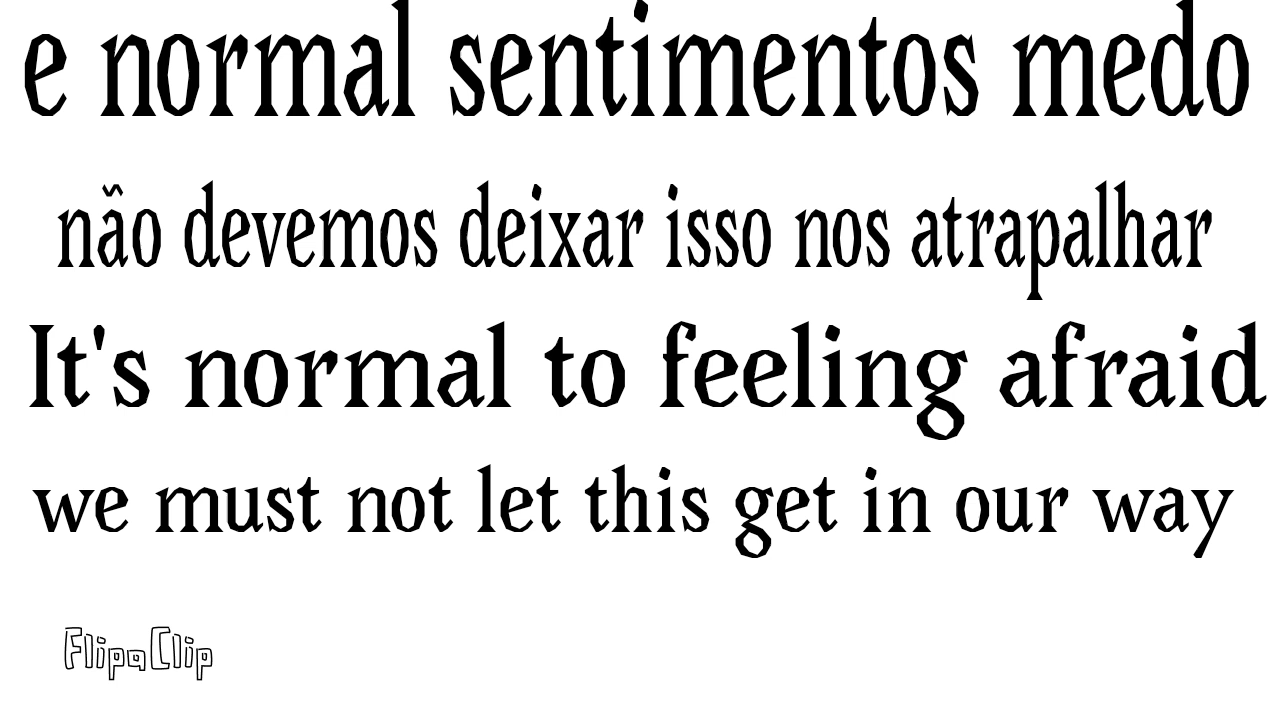 e normal sentimentos medo
não devemos deixar isso nos atrapalhar
It's normal to feeling afraid
we must not let this get in our way
FlipaClip